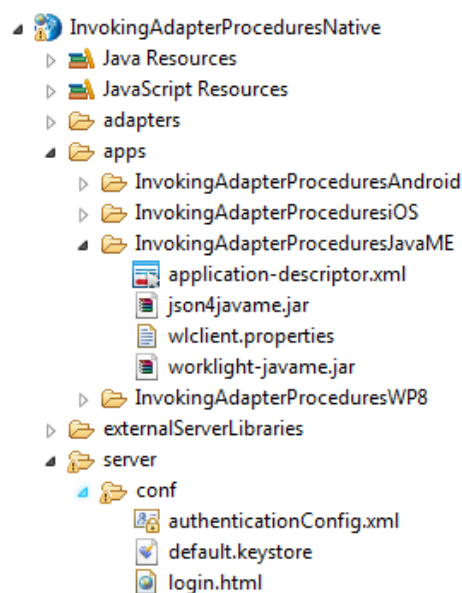 InvokingAdapterProceduresNative
Java Resources
JavaScript Resources
adapters
apps
InvokingAdapterProceduresAndroid
InvokingAdapterProceduresiOS
InvokingAdapterProceduresJavaME
application-descriptor.xml
json4javame.jar
wlclient.properties
worklight-javame.jar
InvokingAdapterProceduresWP8
externalServerLibraries
server
conf
authenticationConfig.xml
default.keystore
login.html